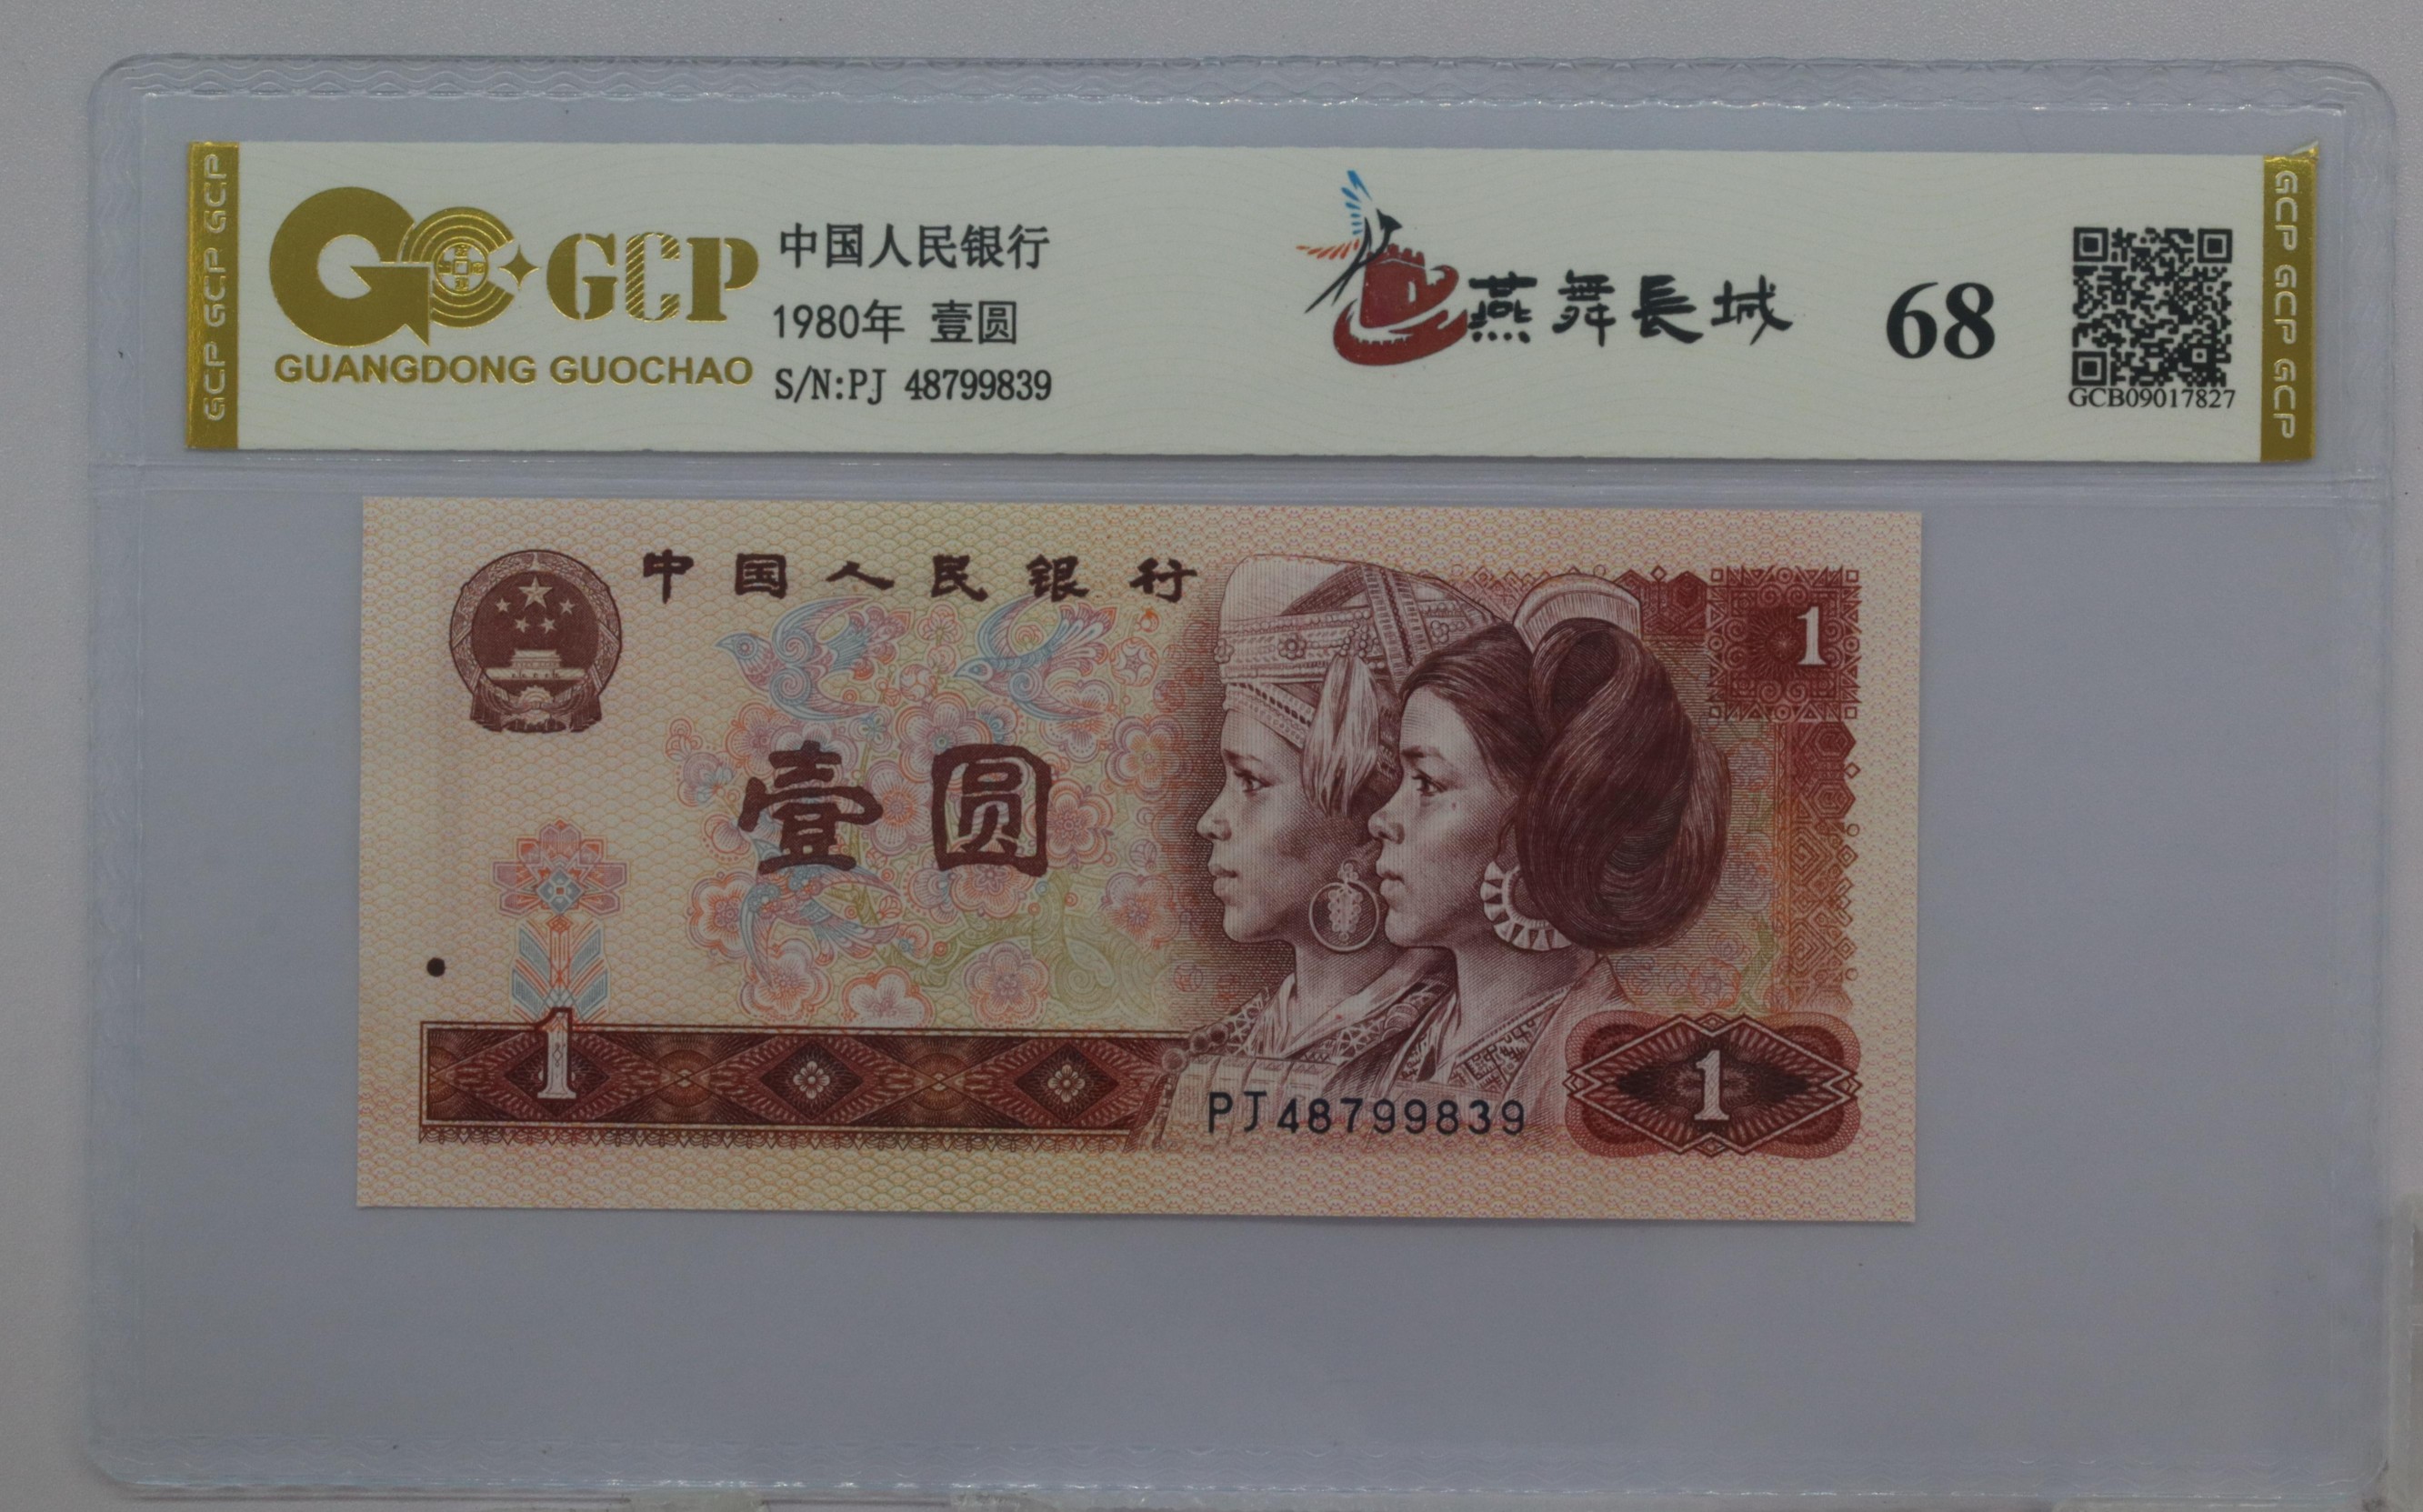 GCP GCP GCP
GCP
GUANGDONG GUOCHAO
中国人民银行
1980年 壹圆
S/N:PJ 48799839
燕舞長城
68
GCB09017827
GCP GCP GCP
中国人民银行
1
壹圆
1
PJ48799839
1